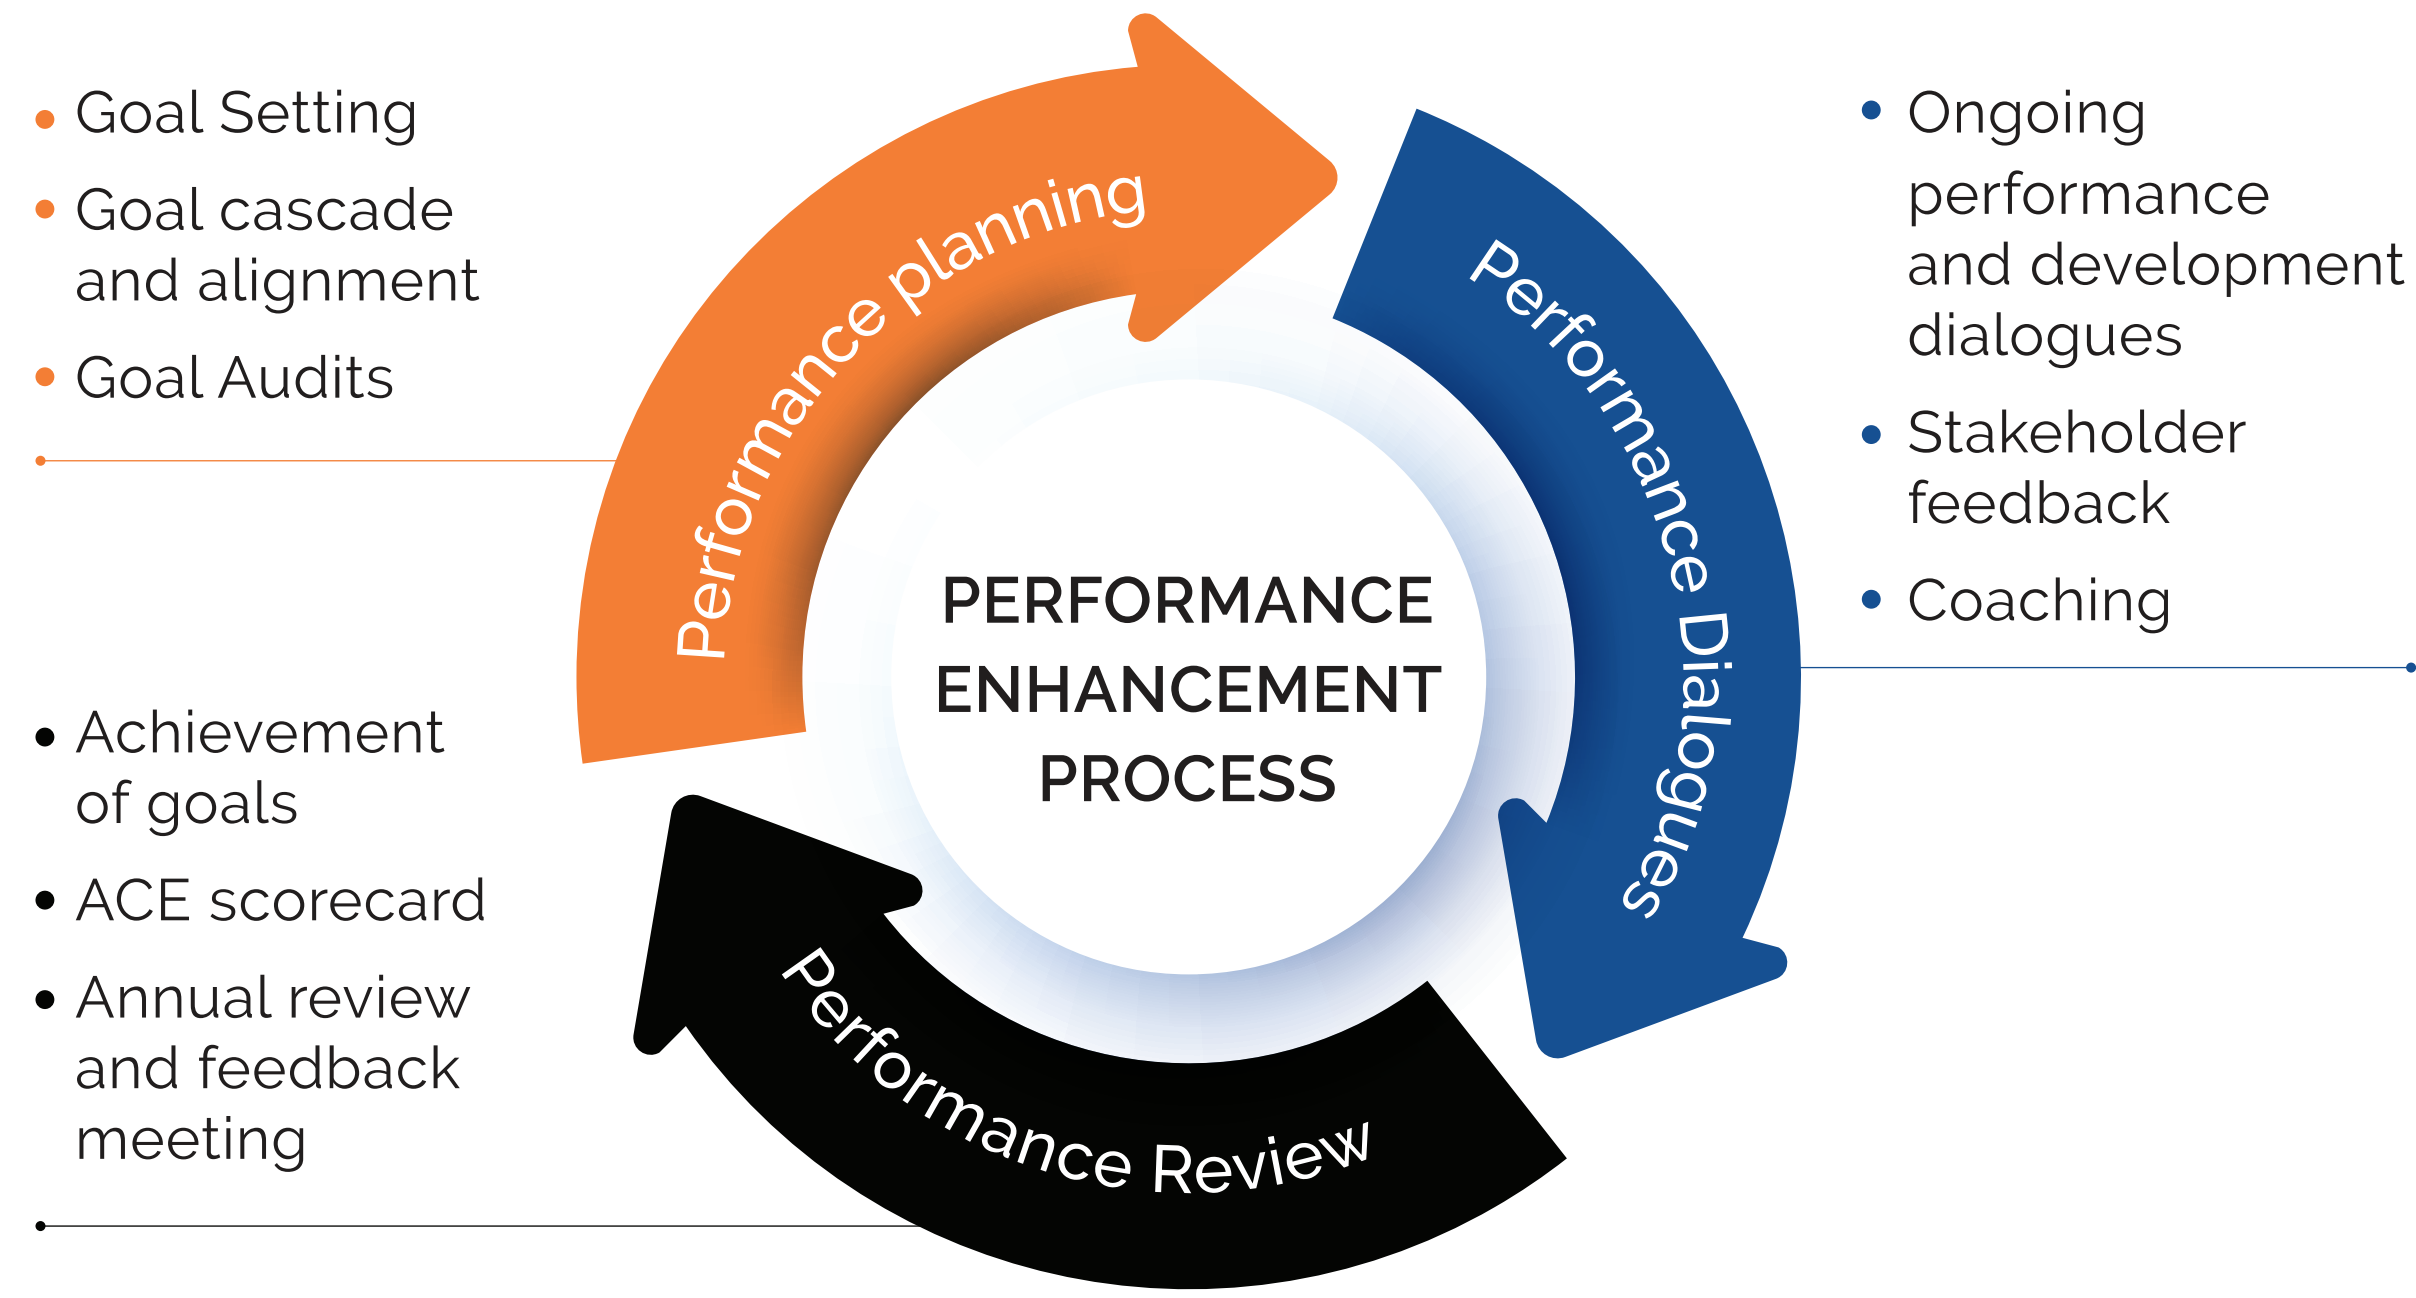 Goal Setting
Goal cascade
and alignment
Goal Audits
Performance planning
Ongoing
performance
and development
dialogues
Stakeholder
feedback
Coaching
Performance Dialogues
PERFORMANCE
ENHANCEMENT
PROCESS
Achievement
of goals
ACE scorecard
Annual review
and feedback
meeting
Performance Review